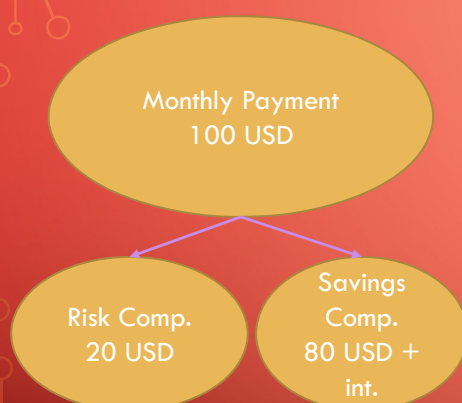 Monthly Payment
100 USD
Risk Comp.
20 USD
Savings
Comp.
80 USD +
int.